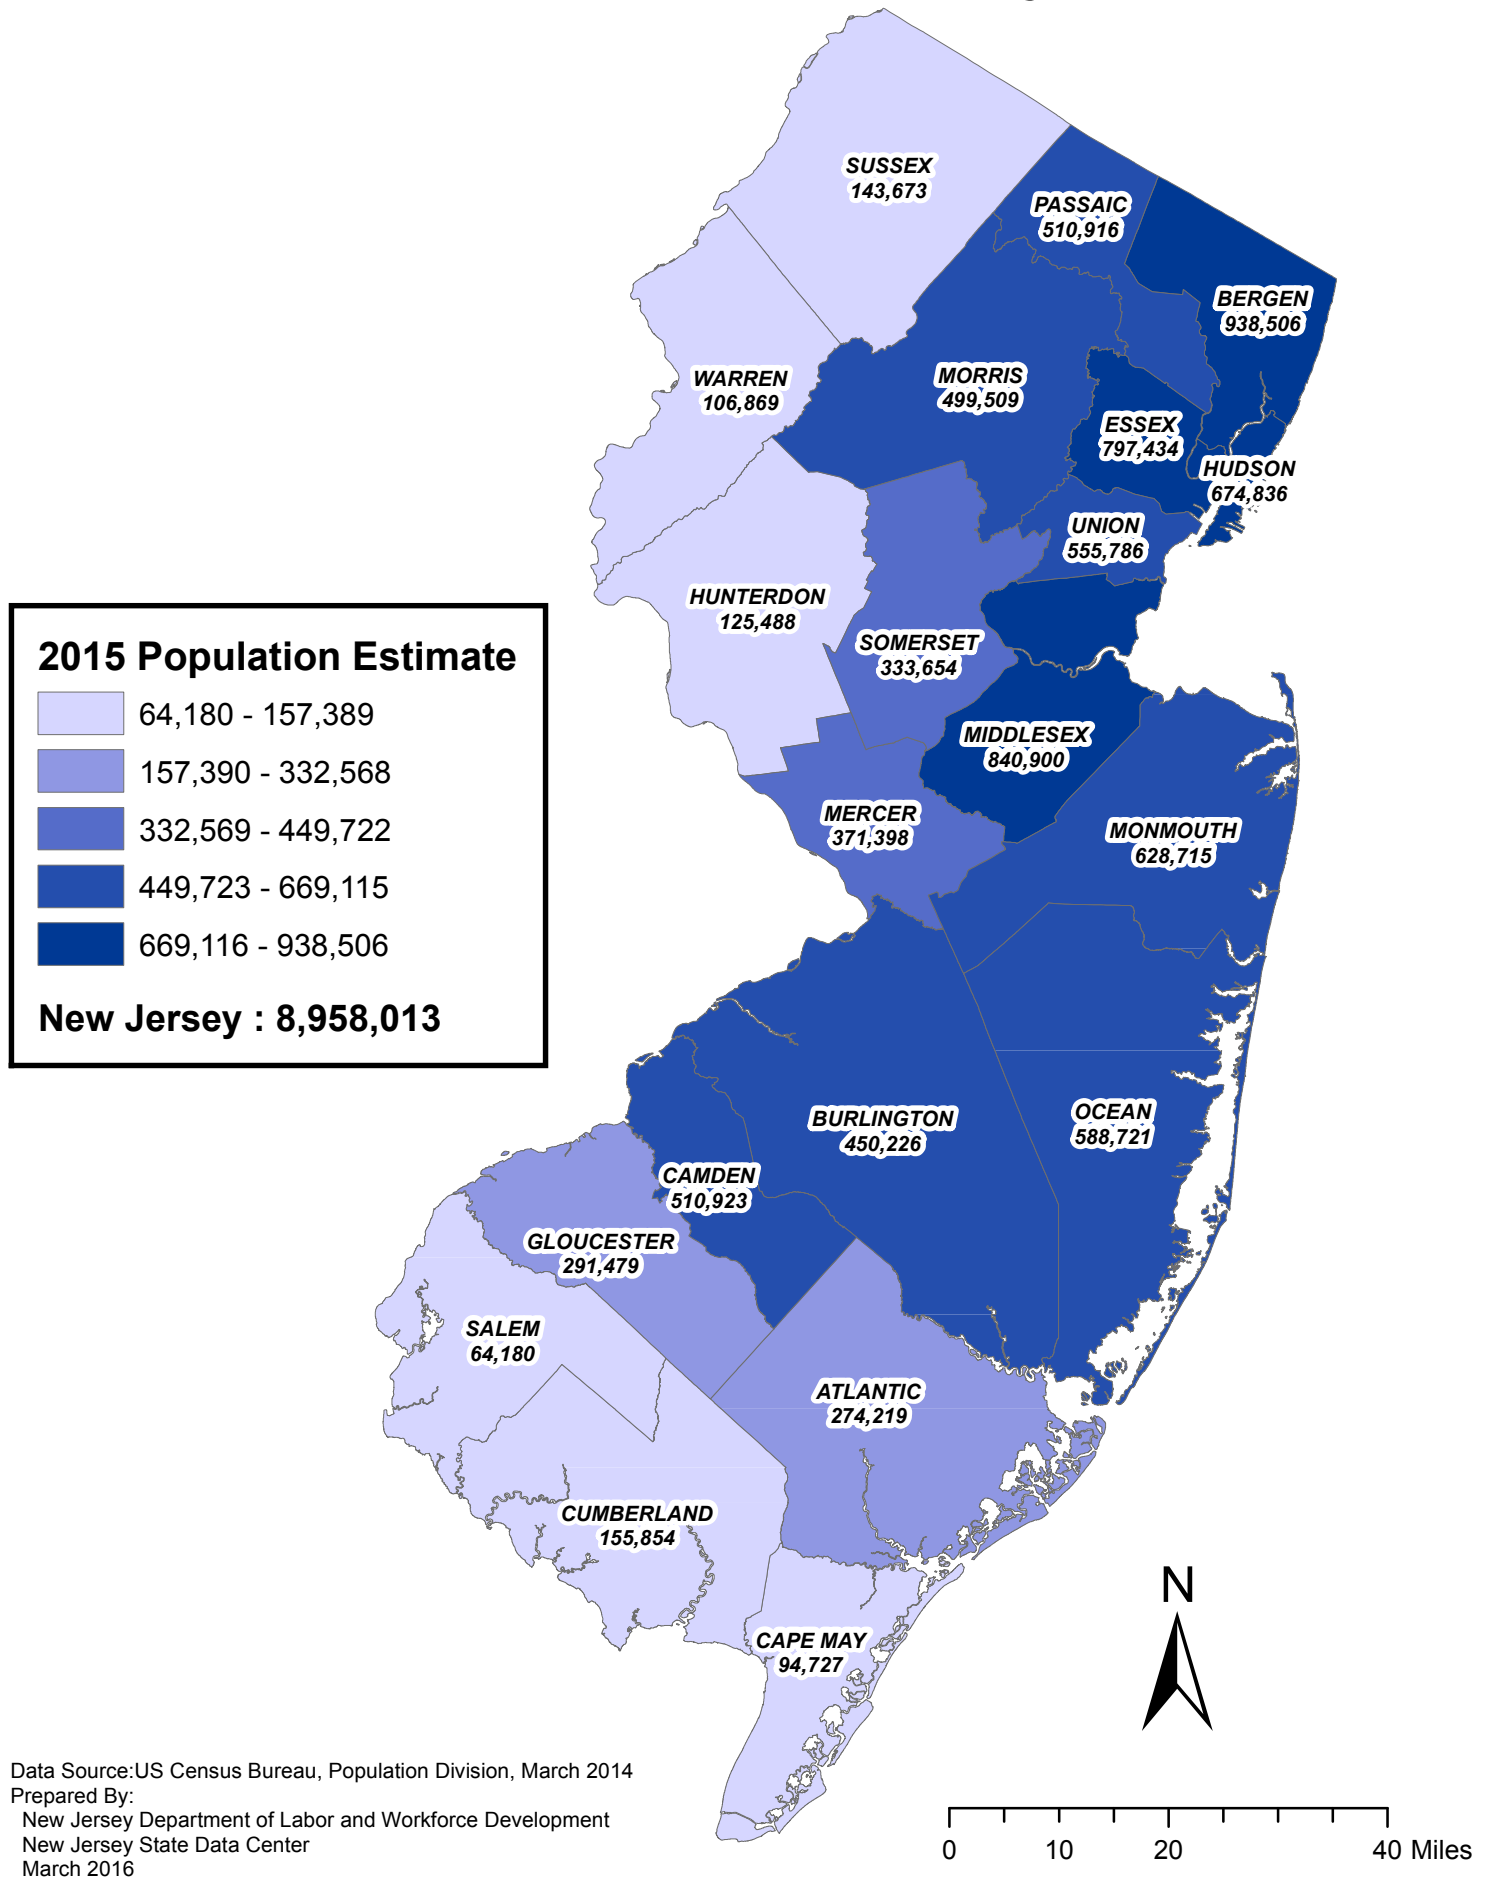 SUSSEX
143,673
PASSAIC
510,916
BERGEN
938,506
WARREN
106,869
MORRIS
499,509
ESSEX
797,434
HUDSON
674,836
UNION
555,786
HUNTERDON
125,488
SOMERSET
333,654
2015 Population Estimate
64,180 - 157,389
157,390 - 332,568
332,569 - 449,722
449,723 - 669,115
669,116 - 938,506
New Jersey : 8,958,013
MIDDLESEX
840,900
MERCER
371,398
MONMOUTH
628,715
BURLINGTON
450,226
OCEAN
588,721
CAMDEN
510,923
GLOUCESTER
291,479
SALEM
64,180
ATLANTIC
274,219
CUMBERLAND
155,854
CAPE MAY
94,727
N
Data Source:US Census Bureau, Population Division, March 2014
Prepared By:
New Jersey Department of Labor and Workforce Development
New Jersey State Data Center
March 2016
0 10 20 40 Miles